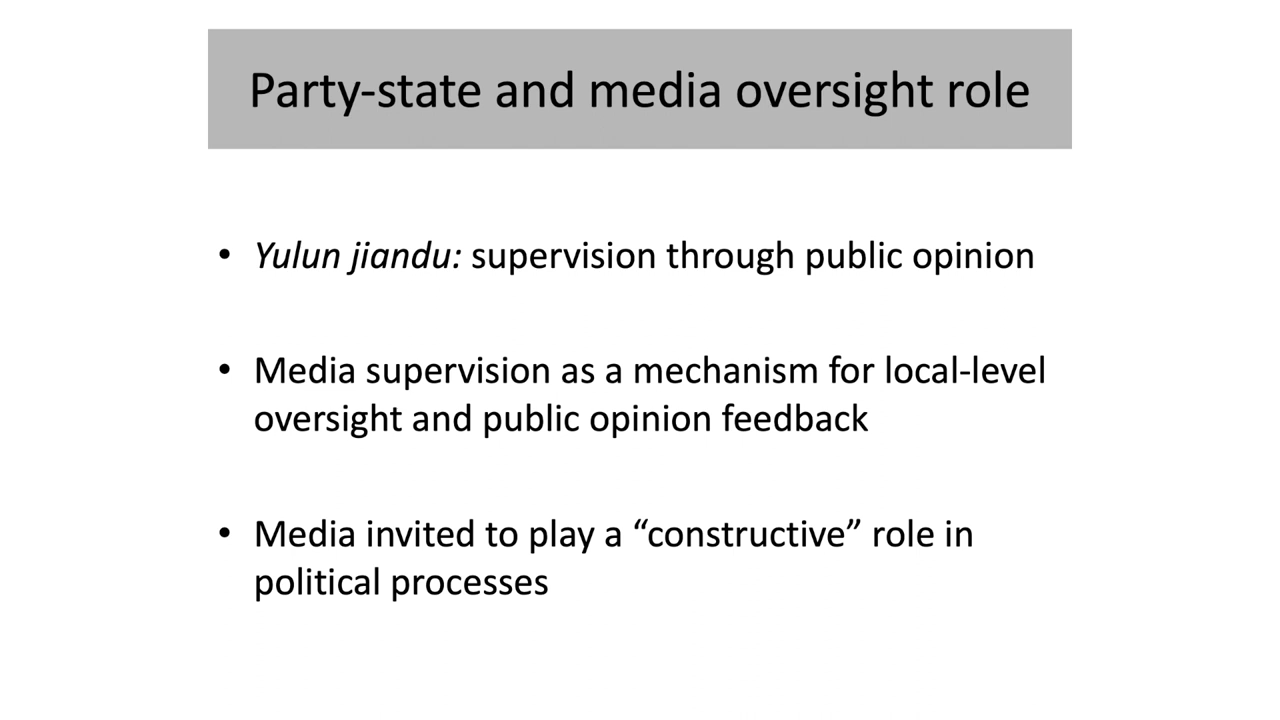 Party-state and media oversight role
• Yulun jiandu: supervision through public opinion
• Media supervision as a mechanism for local-level
oversight and public opinion feedback
• Media invited to play a “constructive” role in
political processes